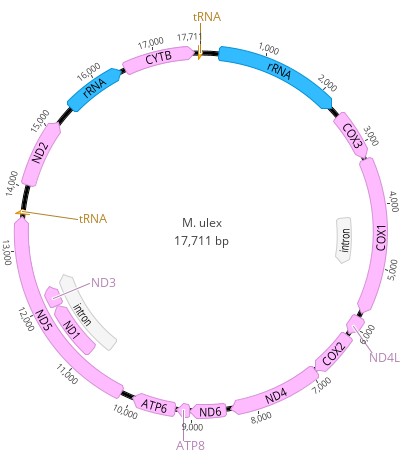 tRNA
17,711
1,000
rRNA
2,000
COX3
3,000
4,000
COX1
5,000
intron
6,000
ND4L
COX2
7,000
ND4
8,000
ND6
9,000
ATP8
ATP6
10,000
11,000
ND5
12,000
ND1
ND3
intron
13,000
tRNA
14,000
ND2
15,000
rRNA
16,000
CYTB
17,000
M. ulex
17,711 bp